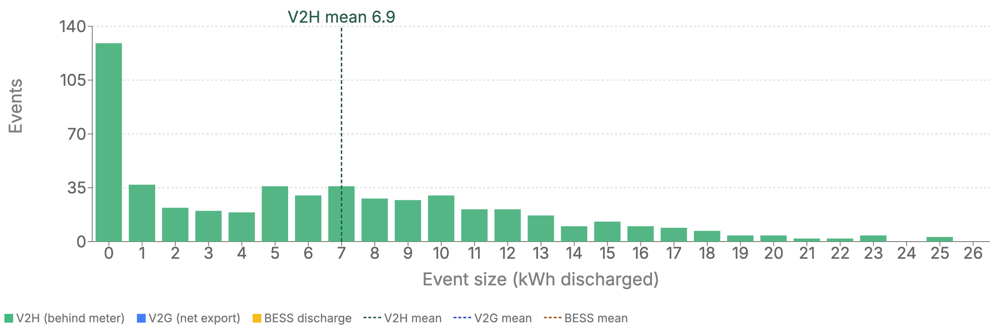 V2H mean 6.9
140
105
70
35
0
Events
0 1 2 3 4 5 6 7 8 9 10 11 12 13 14 15 16 17 18 19 20 21 22 23 24 25 26
Event size (kWh discharged)
V2H (behind meter) V2G (net export) BESS discharge V2H mean V2G mean BESS mean